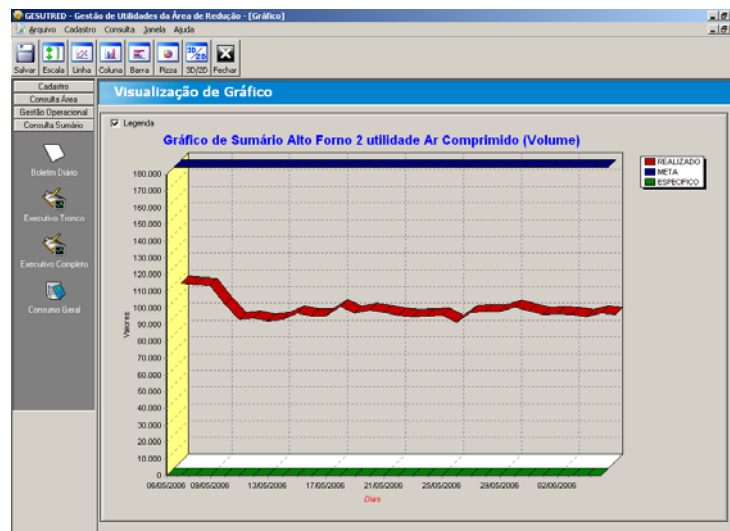 GESUTRED - Gestão de Utilidades da Área de Redução - [Gráfico]
Arquivo Cadastro Consulta Janela Ajuda
Salvar Escala Linha Coluna Barra Pizza 3D/2D Fechar
Cadastro
Consulta Área
Gestão Operacional
Consulta Sumário
Boletim Diário
Executivo Tronco
Executivo Completo
Consumo Geral
Visualização de Gráfico
Legenda
Gráfico de Sumário Alto Forno 2 utilidade Ar Comprimido (Volume)
REALIZADO
META
ESPECÍFICO
Valores
180.000
170.000
160.000
150.000
140.000
130.000
120.000
110.000
100.000
90.000
80.000
70.000
60.000
50.000
40.000
30.000
20.000
10.000
0
06/05/2006 09/05/2006 13/05/2006 17/05/2006 21/05/2006 25/05/2006 29/05/2006 02/06/2006
Dias